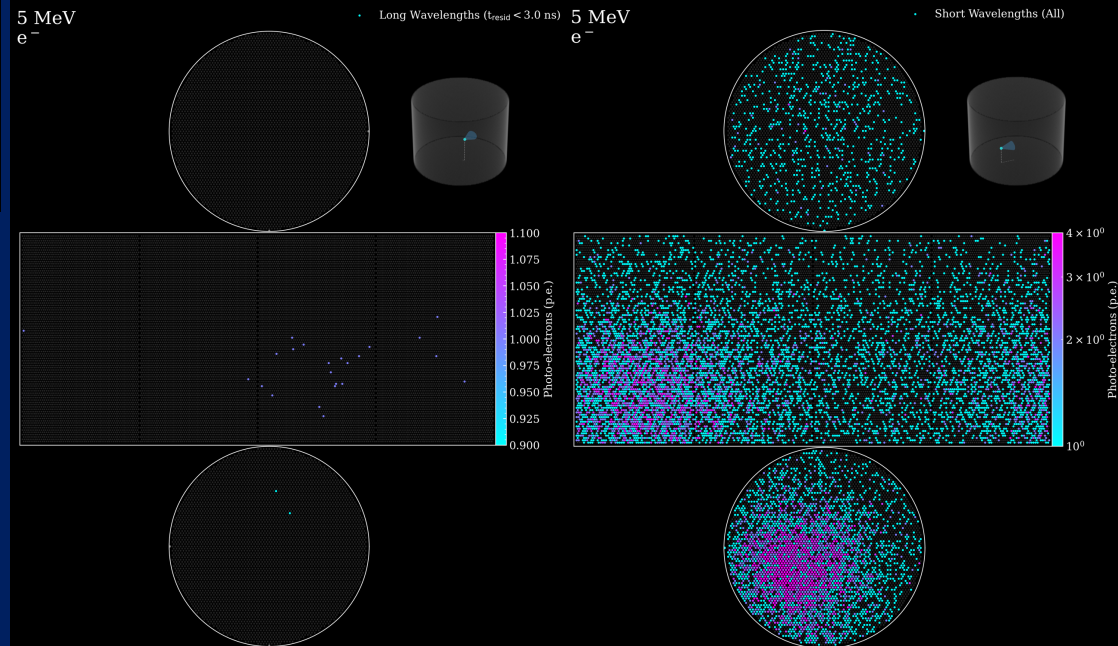 5 MeV
e⁻
Long Wavelengths (t_resid < 3.0 ns)
1.100
1.075
1.050
1.025
1.000
0.975
0.950
0.925
0.900
Photo-electrons (p.e.)
5 MeV
e⁻
Short Wavelengths (All)
4 × 10⁰
3 × 10⁰
2 × 10⁰
10⁰
Photo-electrons (p.e.)